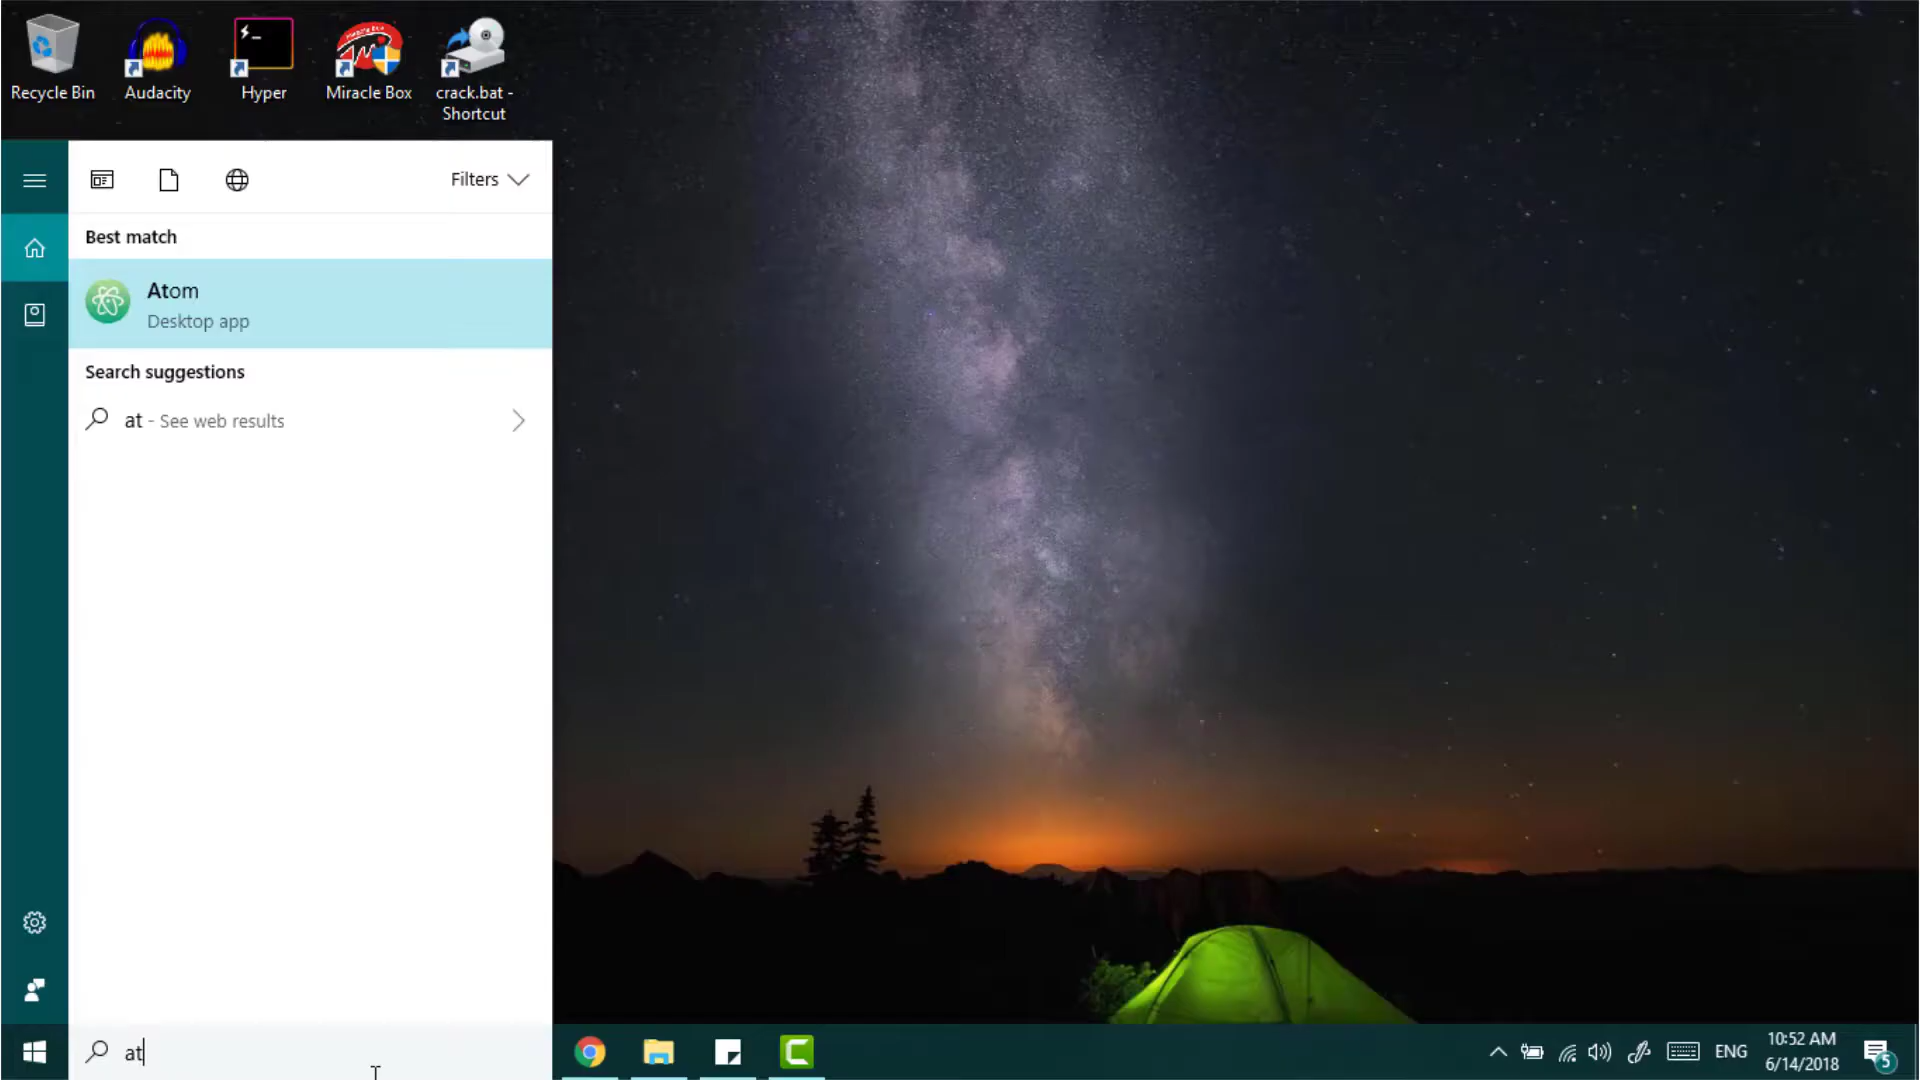 Recycle Bin
Audacity
Hyper
Miracle Box
crack.bat -
Shortcut
Filters
Best match
Atom
Desktop app
Search suggestions
at - See web results
at
ENG
10:52 AM
6/14/2018
5